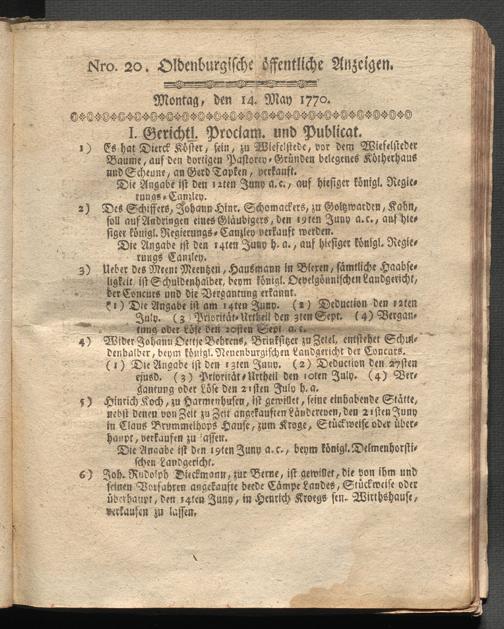 Nro. 20. Oldenburgische öffentliche Anzeigen.
Montag, den 14. May 1770.
I. Gerichtl. Proclam. und Publicat.
1) Es hat Dierck Köster, sein, zu Wiefelstede, vor dem Wiefelsteder
Baume, auf den dortigen Pastorey-Gründen belegenes Kötherhaus
und Scheune, an Gerd Tapken, verkauft.
Die Angabe ist den 12ten Juny a. c., auf hiesiger königl. Regie-
rungs-Canzley.
2) Des Schiffers, Johann Hinr. Schomackers, zu Goltzwarden, Kahn,
soll auf Andringen eines Gläubigers, den 19ten Juny a. c., auf hie-
siger königl. Regierungs-Canzley verkauft werden.
Die Angabe ist den 14ten Juny h. a., auf hiesiger königl. Regie-
rungs Canzley.
3) Ueber des Meent Meentzen, Hausmann in Blexen, sämtliche Haabse-
ligkeit, ist Schuldenhalber, beym königl. Ovelgönnischen Landgericht,
der Concurs und die Vergantung erkannt.
(1) Die Angabe ist am 14ten Juny. (2) Deduction den 12ten
July. (3) Priorität-Urtheil den 3ten Sept. (4) Vergan-
tung oder Löse den 20sten Sept. a. c.
4) Wider Johann Oeltje Behrens, Brinksitzer zu Zetel, entstehet Schul-
denhalber, beym königl. Neuenburgischen Landgericht der Concurs.
(1) Die Angabe ist den 13ten Juny. (2) Deduction den 27sten
ejusd. (3) Priorität-Urtheil den 10ten July. (4) Ver-
gantung oder Löse den 21sten July h. a.
5) Hinrich Koch, zu Harmenhusen, ist gewillet, seine einhabende Stätte,
nebst denen von Zeit zu Zeit angekauften Ländereyen, den 21sten Juny
in Claus Brummelhops Hause, zum Kroge, Stückweise oder über-
haupt, verkaufen zu lassen.
Die Angabe ist den 19ten Juny a. c., beym königl. Delmenhorsti-
schen Landgericht.
6) Joh. Rudolph Dieckmann, zur Berne, ist gewillet, die von ihm und
seinen Vorfahren angekaufte beede Cämpe Landes, Stückweise oder
überhaupt, den 14ten Juny, in Henrich Kroegs sen. Wirthshause,
verkaufen zu lassen.